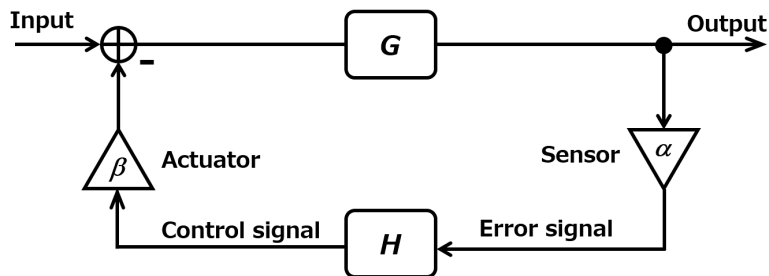 Input
Output
G
-
Sensor
α
β
Actuator
Control signal
H
Error signal